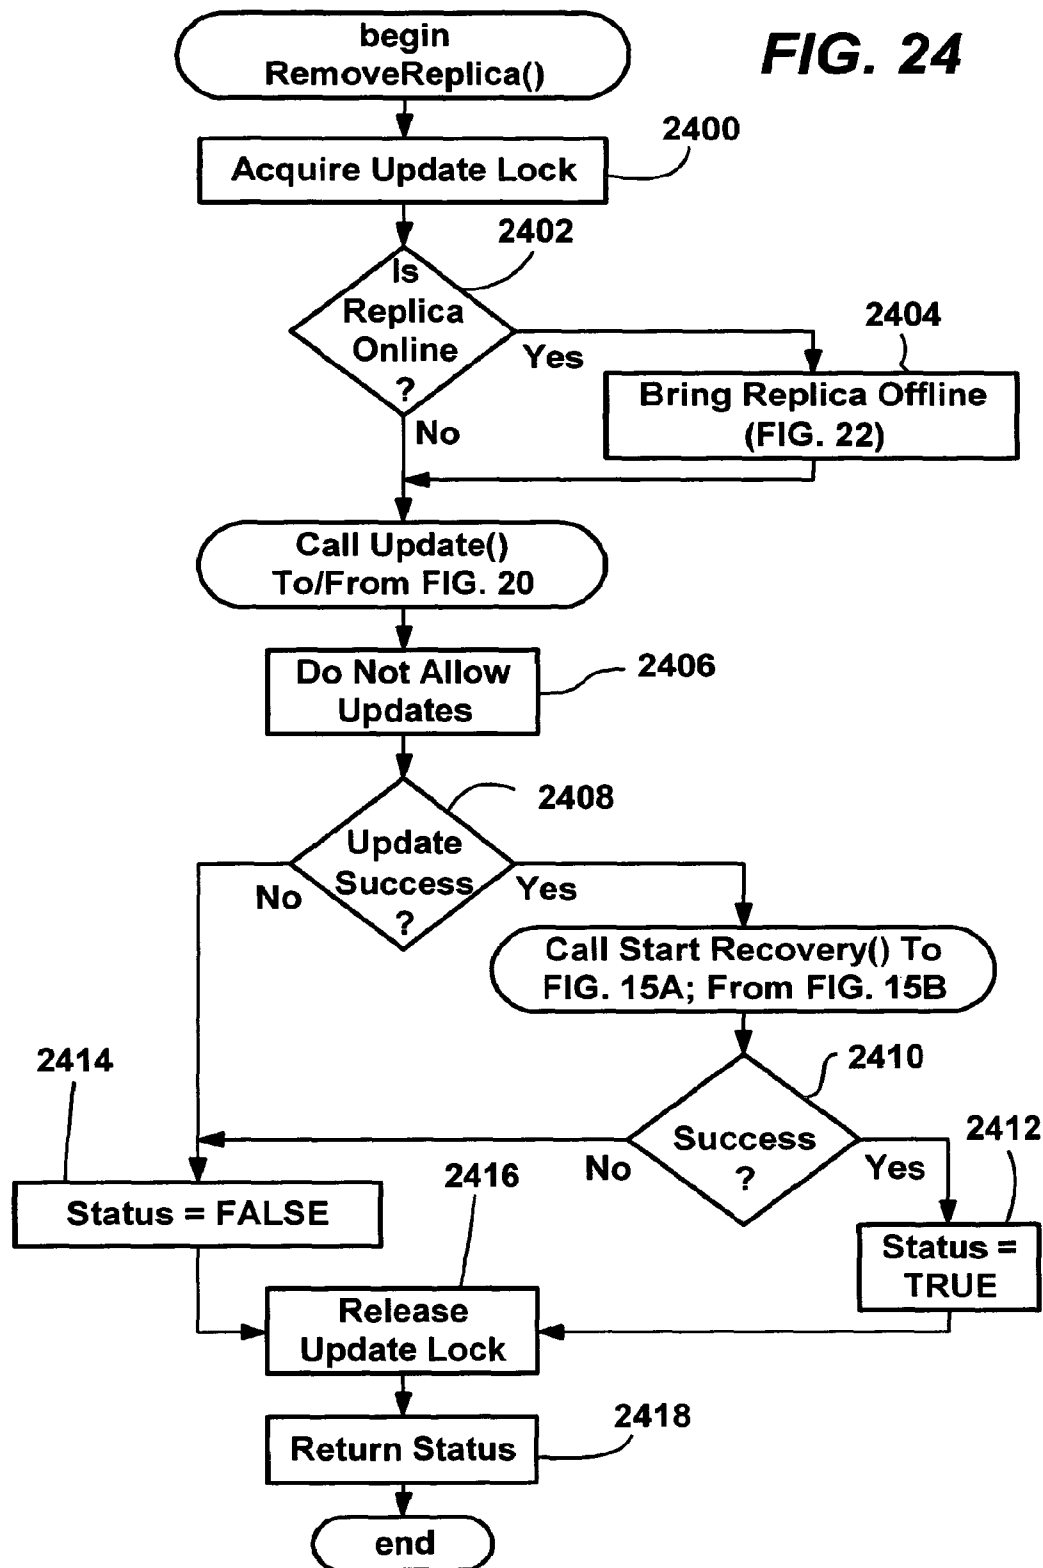 begin
RemoveReplica()
FIG. 24
2400
Acquire Update Lock
2402
Is
Replica
Online
?
Yes
No
2404
Bring Replica Offline
(FIG. 22)
Call Update()
To/From FIG. 20
Do Not Allow
Updates
2406
2408
Update
Success
?
No
Yes
Call Start Recovery() To
FIG. 15A; From FIG. 15B
2410
Success
?
No
Yes
2412
Status =
TRUE
2414
Status = FALSE
2416
Release
Update Lock
2418
Return Status
end